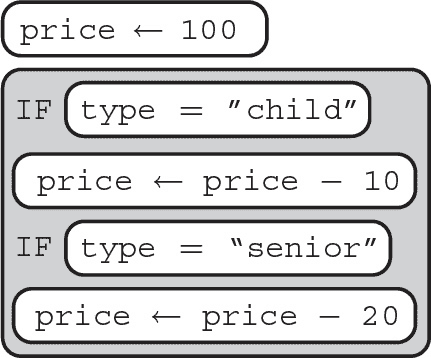 price ← 100
IF type = ”child”
price ← price – 10
IF type = “senior”
price ← price – 20